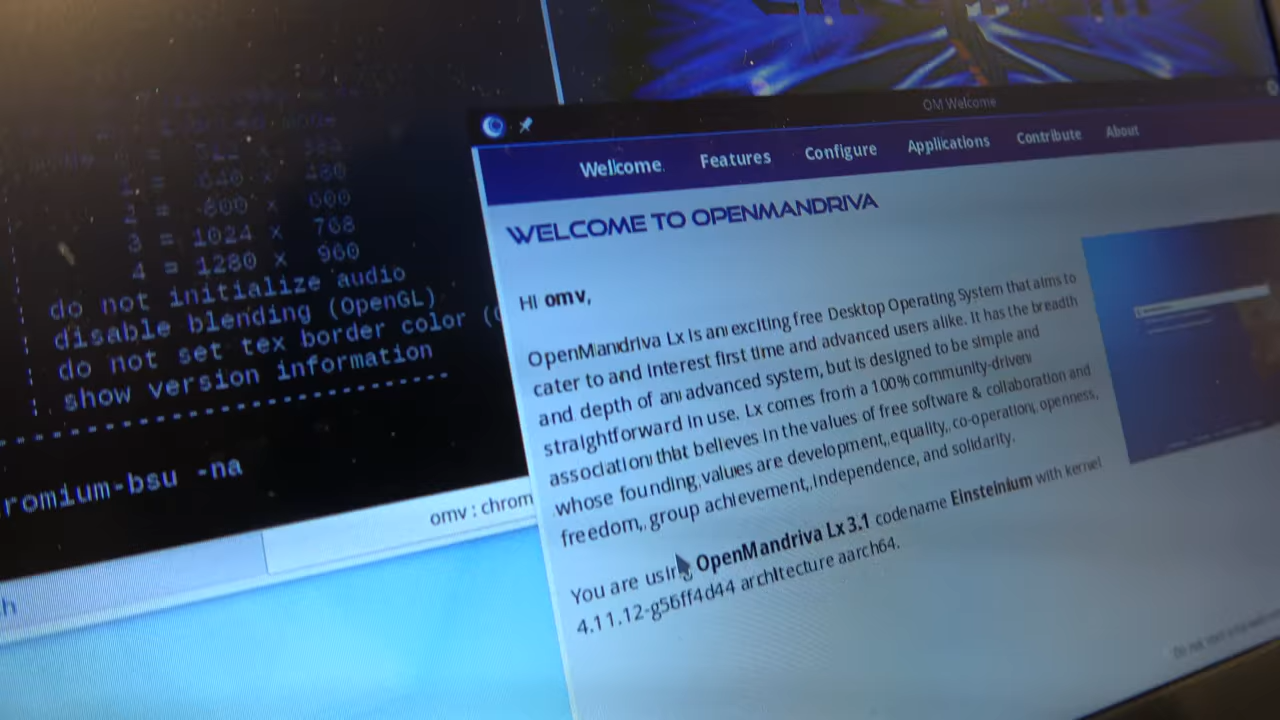 1 = 640 x 480
2 = 800 x 600
3 = 1024 x 768
4 = 1280 x 960
do not initialize audio
disable blending (OpenGL)
do not set tex border color (
show version information
--------------------
romium-bsu -na
omv : chrom
h
OM Welcome
Welcome Features Configure Applications Contribute About
WELCOME TO OPENMANDRIVA
Hi omv,
OpenMandriva Lx is an exciting free Desktop Operating System that aims to
cater to and interest first time and advanced users alike. It has the breadth
and depth of an advanced system, but is designed to be simple and
straightforward in use. Lx comes from a 100% community-driven
association that believes in the values of free software & collaboration and
whose founding values are development, equality, co-operation, openness,
freedom, group achievement, independence, and solidarity.
You are using OpenMandriva Lx 3.1 codename Einsteinium with kernel
4.11.12-g56ff4d44 architecture aarch64.